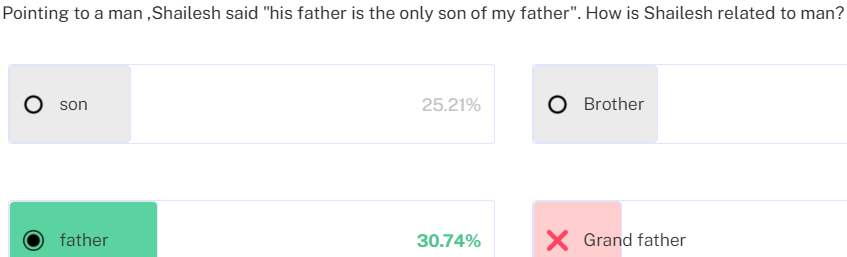 Pointing to a man ,Shailesh said "his father is the only son of my father". How is Shailesh related to man?
son 25.21% Brother
father 30.74% Grand father